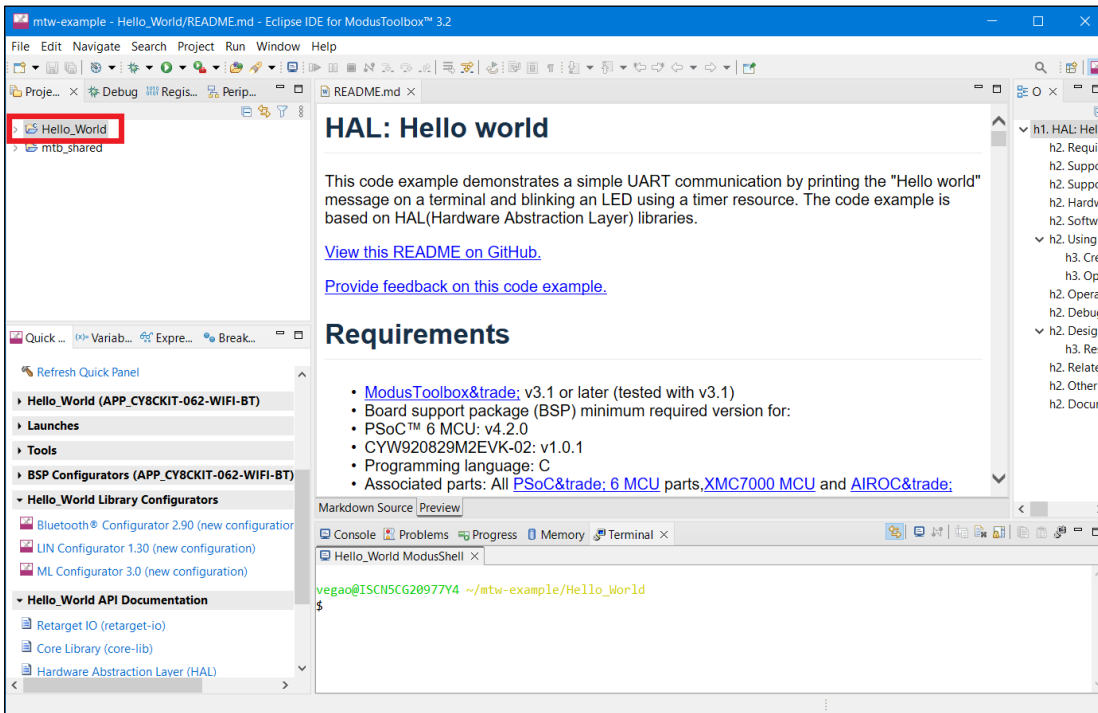 mtw-example - Hello_World/README.md - Eclipse IDE for ModusToolbox™ 3.2
File Edit Navigate Search Project Run Window Help
Proje... Debug Regis... Perip...
Hello_World
mtb_shared
README.md
HAL: Hello world
This code example demonstrates a simple UART communication by printing the "Hello world"
message on a terminal and blinking an LED using a timer resource. The code example is
based on HAL(Hardware Abstraction Layer) libraries.
View this README on GitHub.
Provide feedback on this code example.
Requirements
• ModusToolbox&trade; v3.1 or later (tested with v3.1)
• Board support package (BSP) minimum required version for:
• PSoC™ 6 MCU: v4.2.0
• CYW920829M2EVK-02: v1.0.1
• Programming language: C
• Associated parts: All PSoC&trade; 6 MCU parts,XMC7000 MCU and AIROC&trade;
Markdown Source Preview
O
h1. HAL: Hel
h2. Requi
h2. Suppo
h2. Suppo
h2. Hardw
h2. Softw
h2. Using
h3. Cre
h3. Op
h2. Opera
h2. Debug
h2. Desig
h3. Re
h2. Relate
h2. Other
h2. Docur
Quick ... Variab... Expre... Break...
Refresh Quick Panel
Hello_World (APP_CY8CKIT-062-WIFI-BT)
Launches
Tools
BSP Configurators (APP_CY8CKIT-062-WIFI-BT)
Hello_World Library Configurators
Bluetooth® Configurator 2.90 (new configuration
LIN Configurator 1.30 (new configuration)
ML Configurator 3.0 (new configuration)
Hello_World API Documentation
Retarget IO (retarget-io)
Core Library (core-lib)
Hardware Abstraction Layer (HAL)
Console Problems Progress Memory Terminal
Hello_World ModusShell
vegao@ISCN5CG20977Y4 ~/mtw-example/Hello_World
$